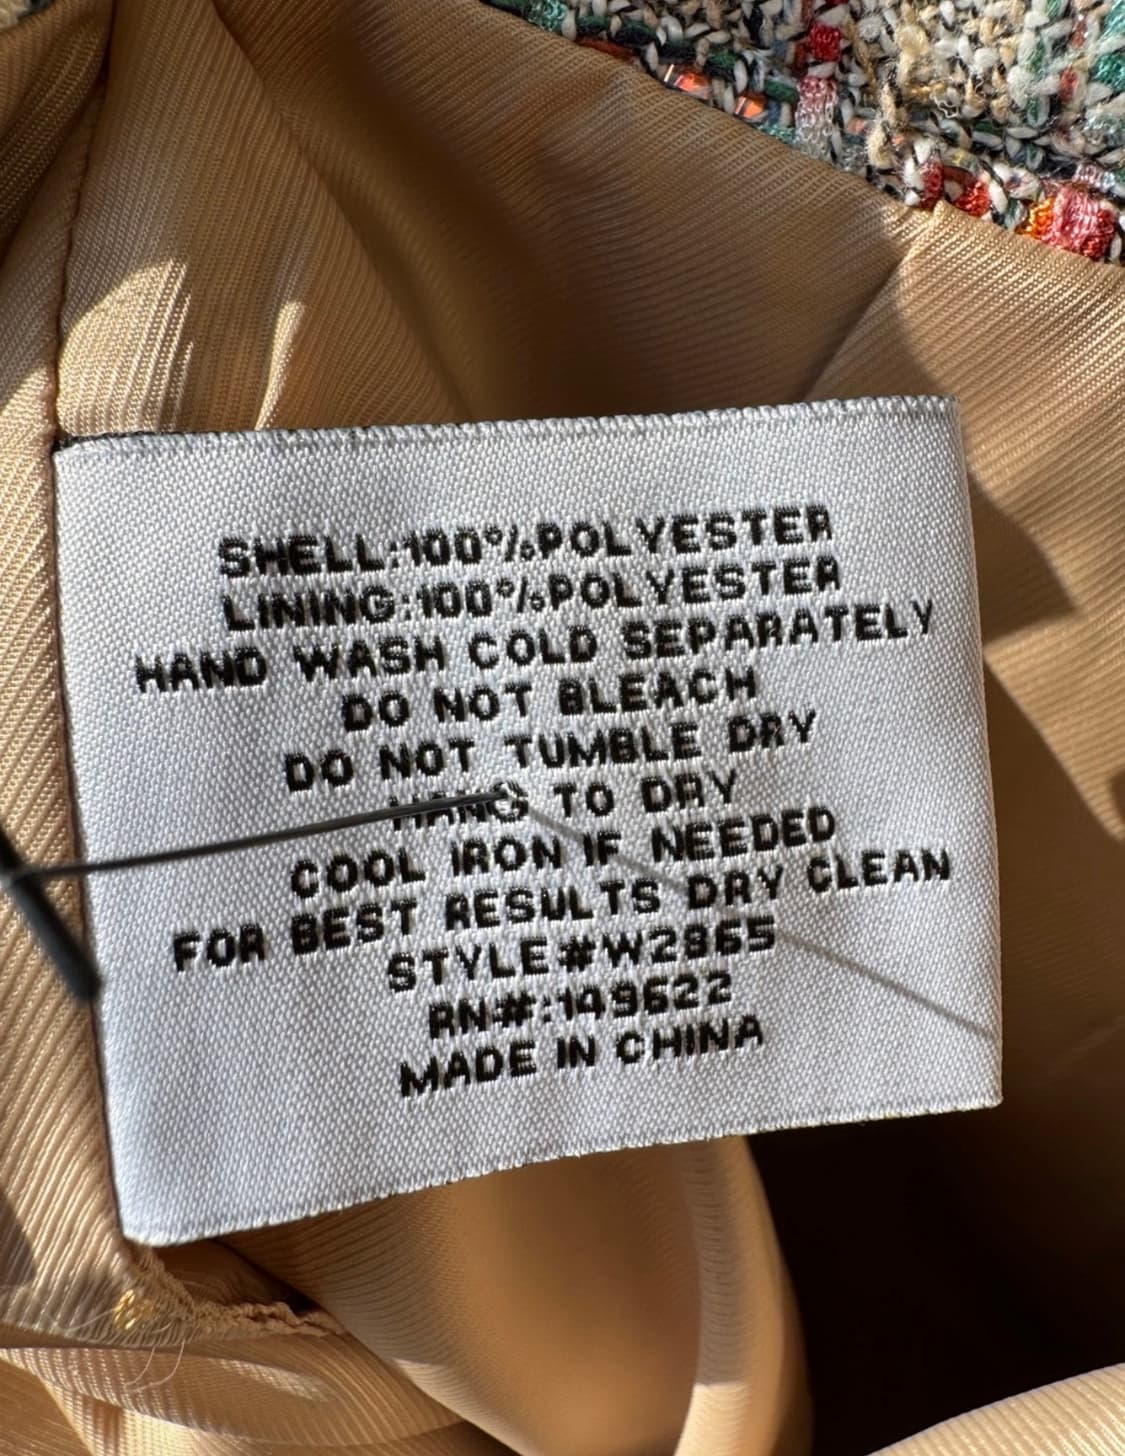 SHELL:100%POLYESTER
LINING:100%POLYESTER
HAND WASH COLD SEPARATELY
DO NOT BLEACH
DO NOT TUMBLE DRY
HANG TO DRY
COOL IRON IF NEEDED
FOR BEST RESULTS DRY CLEAN
STYLE#W2865
RN#:149622
MADE IN CHINA